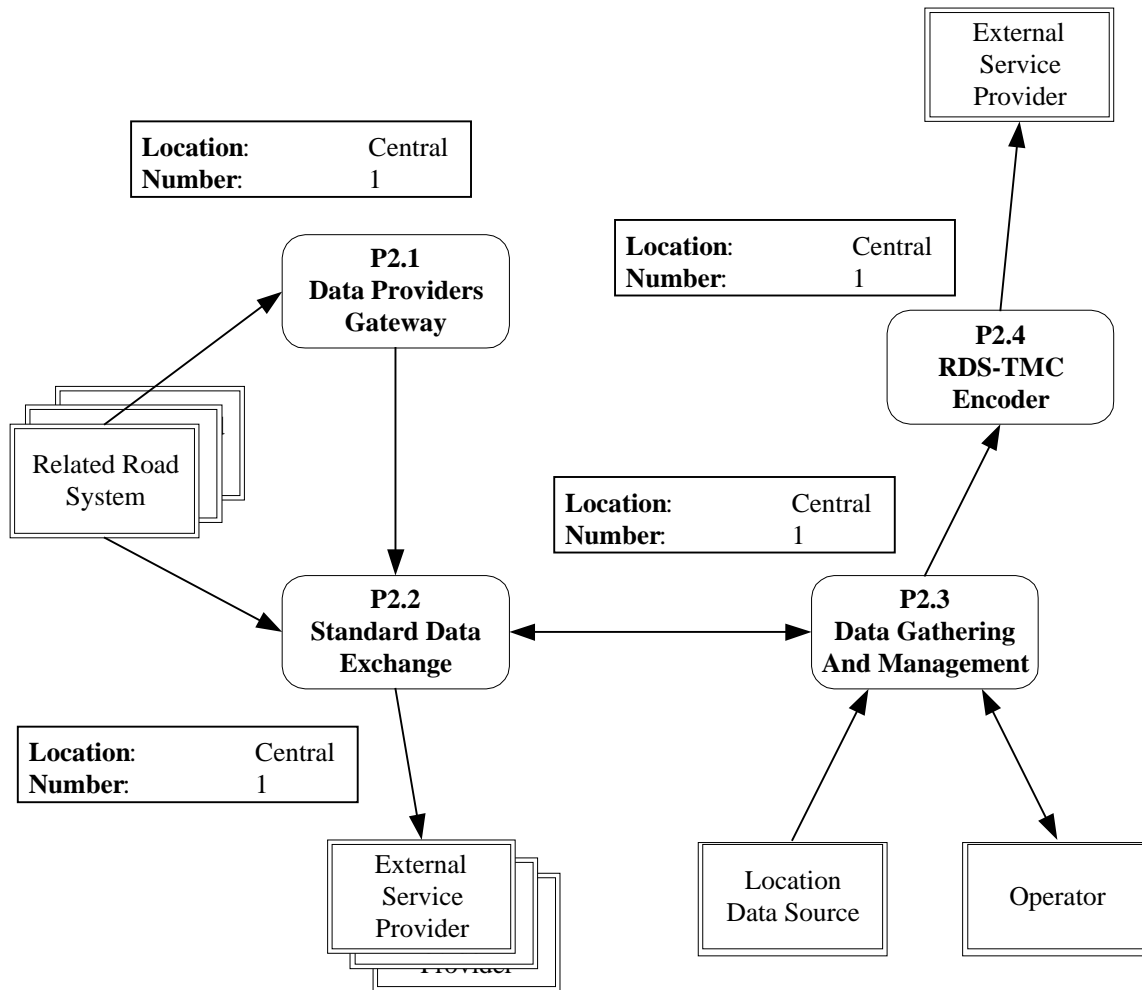 External
Service
Provider
Location: Central
Number: 1
Location: Central
Number: 1
P2.1
Data Providers
Gateway
P2.4
RDS-TMC
Encoder
Related Road
System
Location: Central
Number: 1
P2.2
Standard Data
Exchange
P2.3
Data Gathering
And Management
Location: Central
Number: 1
External
Service
Provider
Provider
Location
Data Source
Operator